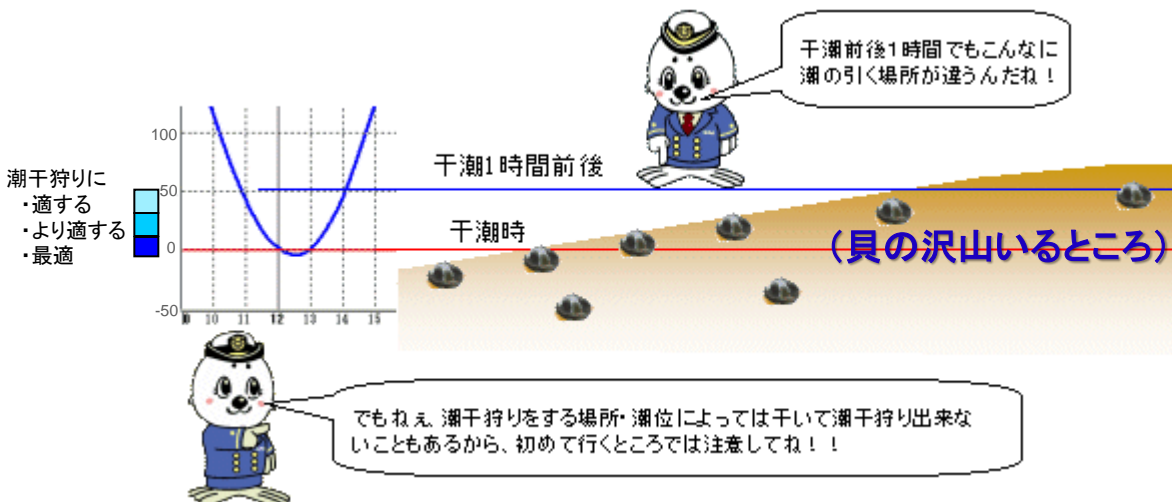 干潮前後1時間でもこんなに
潮の引く場所が違うんだね！
100
50
0
-50
9 10 11 12 13 14 15
潮干狩りに
・適する
・より適する
・最適
干潮1時間前後
干潮時
(貝の沢山いるところ)
でもねぇ、潮干狩りをする場所・潮位によっては干いて潮干狩り出来な
いこともあるから、初めて行くところでは注意してね！！